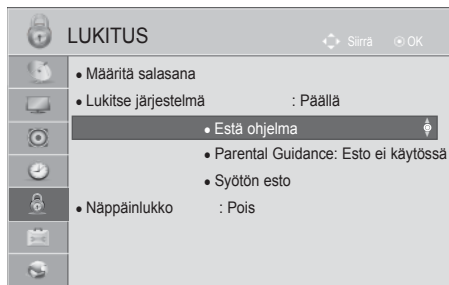 LUKITUS
Siirrä OK
• Määritä salasana
• Lukitse järjestelmä : Päällä
• Estä ohjelma
• Parental Guidance: Esto ei käytössä
• Syötön esto
• Näppäinlukko : Pois